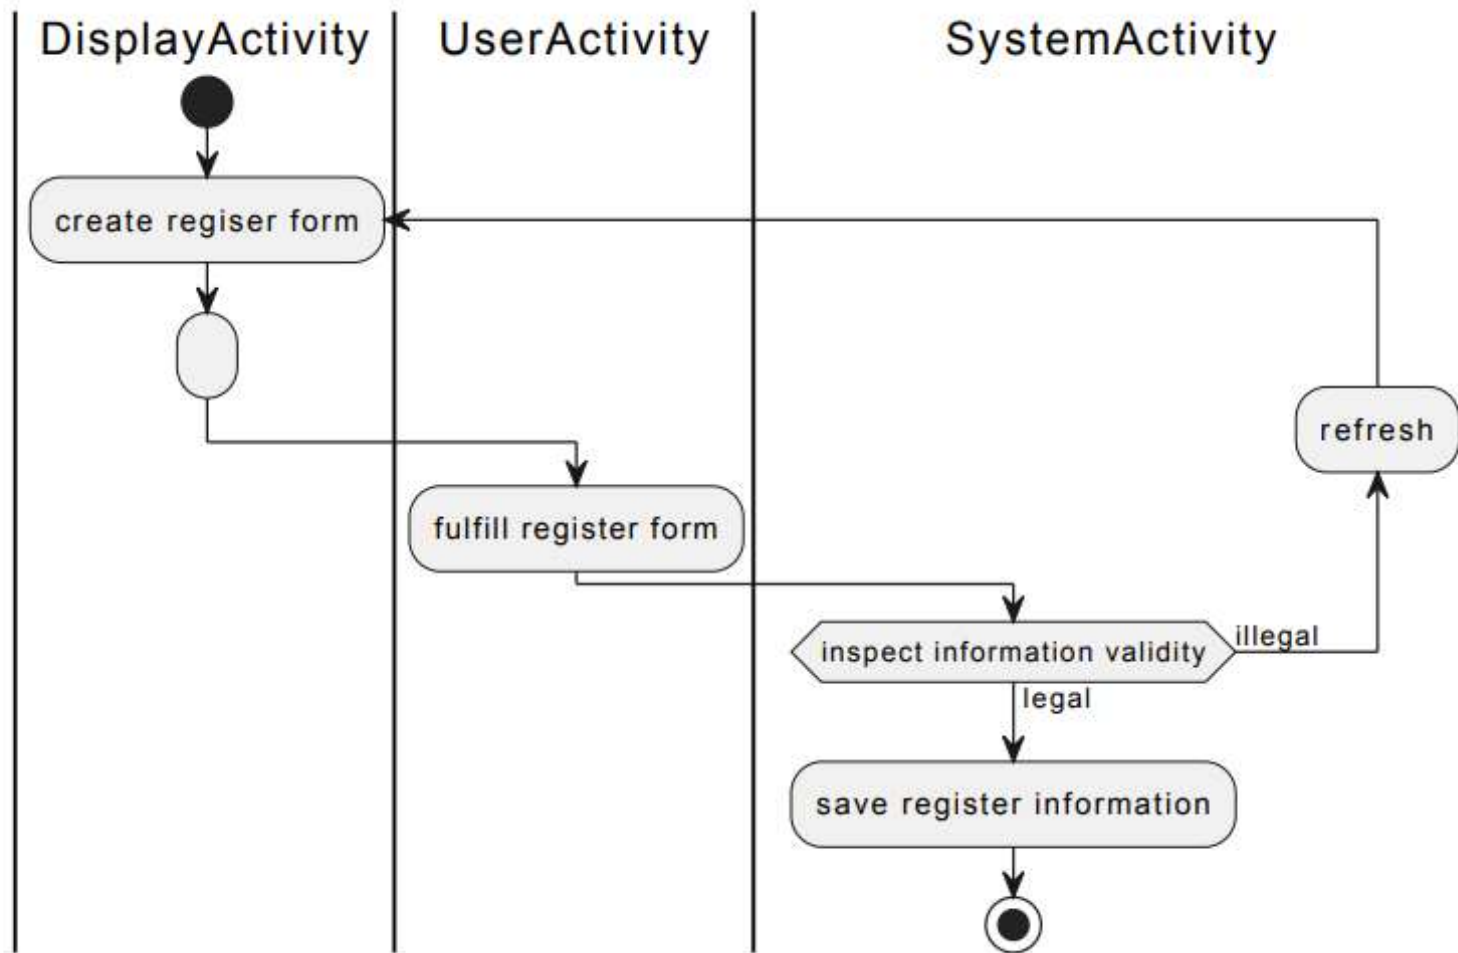 DisplayActivity
UserActivity
SystemActivity
create regiser form
refresh
fulfill register form
inspect information validity
illegal
legal
save register information